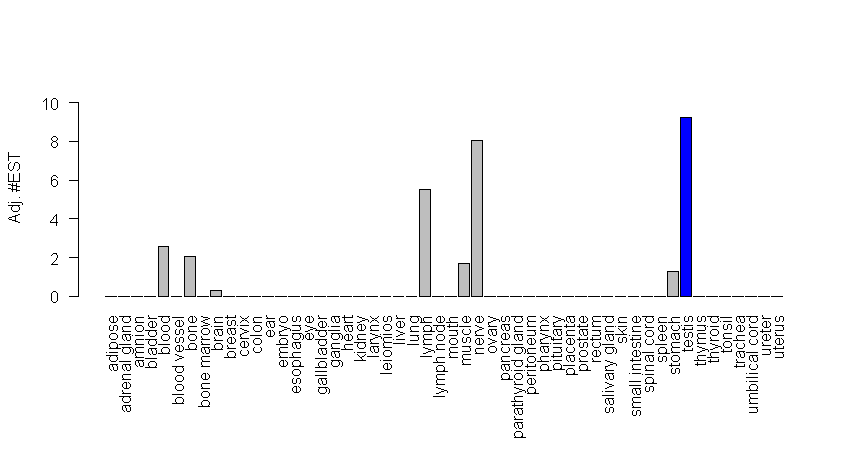 Adj. #EST
10
8
6
4
2
0
adipose
adrenal gland
amnion
bladder
blood
blood vessel
bone
bone marrow
brain
breast
cervix
colon
ear
embryo
esophagus
eye
gallbladder
ganglia
heart
kidney
larynx
leiomios
liver
lung
lymph
lymph node
mouth
muscle
nerve
ovary
pancreas
parathyroid gland
peritoneum
pharynx
pituitary
placenta
prostate
rectum
salivary gland
skin
small intestine
spinal cord
spleen
stomach
testis
thymus
thyroid
tonsil
trachea
umbilical cord
ureter
uterus